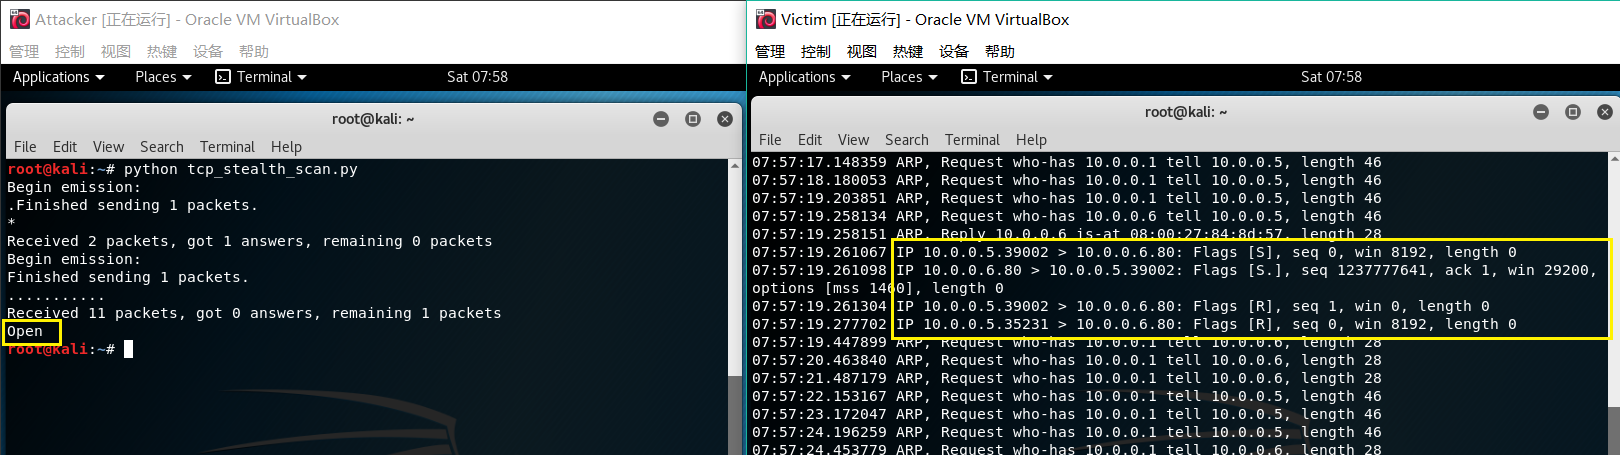 Attacker [正在运行] - Oracle VM VirtualBox
管理 控制 视图 热键 设备 帮助
Applications Places Terminal Sat 07:58
root@kali: ~
File Edit View Search Terminal Help
root@kali:~# python tcp_stealth_scan.py
Begin emission:
.Finished sending 1 packets.
*
Received 2 packets, got 1 answers, remaining 0 packets
Begin emission:
Finished sending 1 packets.
...........
Received 11 packets, got 0 answers, remaining 1 packets
Open
root@kali:~#
Victim [正在运行] - Oracle VM VirtualBox
管理 控制 视图 热键 设备 帮助
Applications Places Terminal Sat 07:58
root@kali: ~
File Edit View Search Terminal Help
07:57:17.148359 ARP, Request who-has 10.0.0.1 tell 10.0.0.5, length 46
07:57:18.180053 ARP, Request who-has 10.0.0.1 tell 10.0.0.5, length 46
07:57:19.203851 ARP, Request who-has 10.0.0.1 tell 10.0.0.5, length 46
07:57:19.258134 ARP, Request who-has 10.0.0.6 tell 10.0.0.5, length 46
07:57:19.258151 ARP, Reply 10.0.0.6 is-at 08:00:27:84:8d:57, length 28
07:57:19.261067 IP 10.0.0.5.39002 > 10.0.0.6.80: Flags [S], seq 0, win 8192, length 0
07:57:19.261098 IP 10.0.0.6.80 > 10.0.0.5.39002: Flags [S.], seq 1237777641, ack 1, win 29200,
options [mss 1460], length 0
07:57:19.261304 IP 10.0.0.5.39002 > 10.0.0.6.80: Flags [R], seq 1, win 0, length 0
07:57:19.277702 IP 10.0.0.5.35231 > 10.0.0.6.80: Flags [R], seq 0, win 8192, length 0
07:57:19.447899 ARP, Request who-has 10.0.0.1 tell 10.0.0.6, length 28
07:57:20.463840 ARP, Request who-has 10.0.0.1 tell 10.0.0.6, length 28
07:57:21.487179 ARP, Request who-has 10.0.0.1 tell 10.0.0.6, length 28
07:57:22.153167 ARP, Request who-has 10.0.0.1 tell 10.0.0.5, length 46
07:57:23.172047 ARP, Request who-has 10.0.0.1 tell 10.0.0.5, length 46
07:57:24.196259 ARP, Request who-has 10.0.0.1 tell 10.0.0.5, length 46
07:57:24.453779 ARP, Request who-has 10.0.0.1 tell 10.0.0.6, length 28